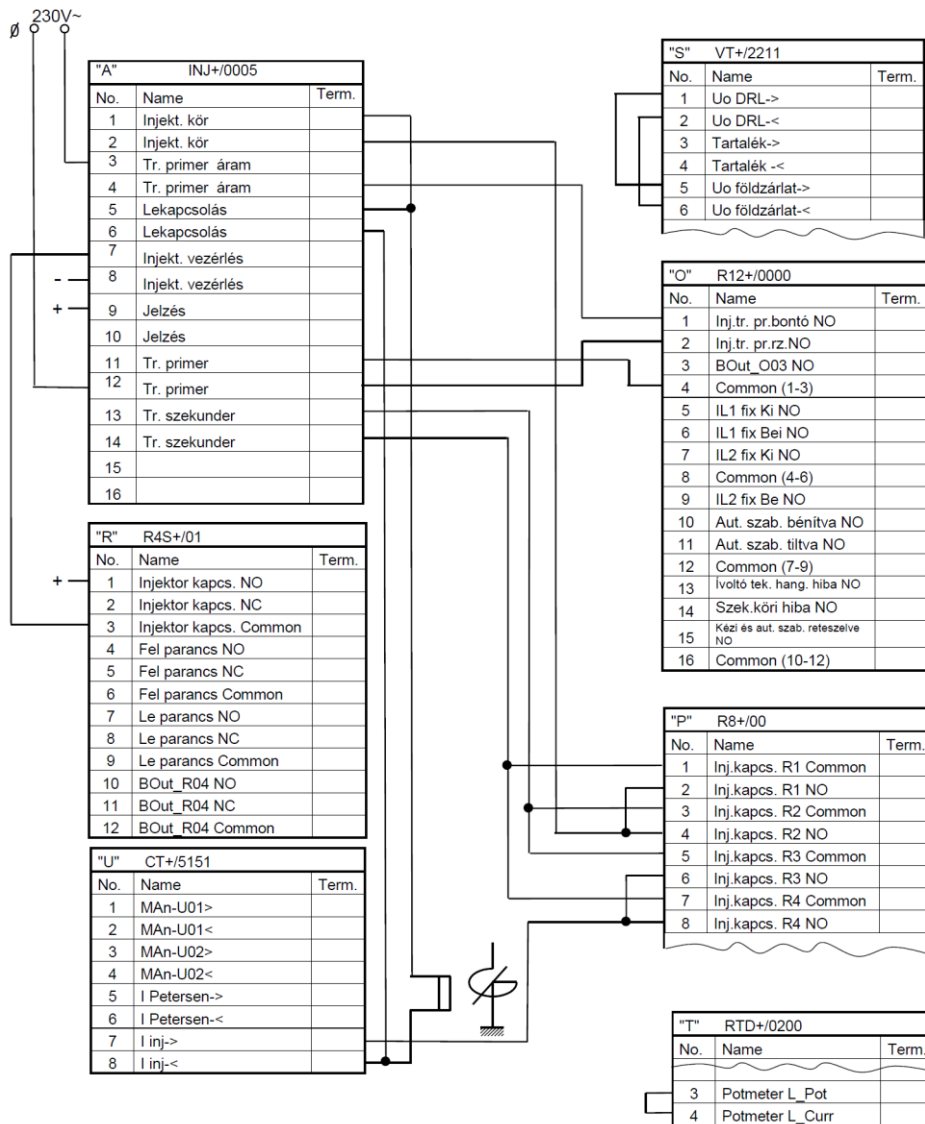 ø 230V~
"A" INJ+/0005
No. Name Term.
1 Injekt. kör
2 Injekt. kör
3 Tr. primer áram
4 Tr. primer áram
5 Lekapcsolás
6 Lekapcsolás
7 Injekt. vezérlés
- 8 Injekt. vezérlés
+ 9 Jelzés
10 Jelzés
11 Tr. primer
12 Tr. primer
13 Tr. szekunder
14 Tr. szekunder
15
16
"R" R4S+/01
No. Name Term.
+ 1 Injektor kapcs. NO
2 Injektor kapcs. NC
3 Injektor kapcs. Common
4 Fel parancs NO
5 Fel parancs NC
6 Fel parancs Common
7 Le parancs NO
8 Le parancs NC
9 Le parancs Common
10 BOut_R04 NO
11 BOut_R04 NC
12 BOut_R04 Common
"U" CT+/5151
No. Name Term.
1 MAn-U01>
2 MAn-U01<
3 MAn-U02>
4 MAn-U02<
5 I Petersen->
6 I Petersen-<
7 I inj->
8 I inj-<
"S" VT+/2211
No. Name Term.
1 Uo DRL->
2 Uo DRL-<
3 Tartalék->
4 Tartalék -<
5 Uo földzárlat->
6 Uo földzárlat-<
"O" R12+/0000
No. Name Term.
1 Inj.tr. pr.bontó NO
2 Inj.tr. pr.rz.NO
3 BOut_O03 NO
4 Common (1-3)
5 IL1 fix Ki NO
6 IL1 fix Bei NO
7 IL2 fix Ki NO
8 Common (4-6)
9 IL2 fix Be NO
10 Aut. szab. bénítva NO
11 Aut. szab. tiltva NO
12 Common (7-9)
13 Ívoltó tek. hang. hiba NO
14 Szek.köri hiba NO
15 Kézi és aut. szab. reteszelve
NO
16 Common (10-12)
"P" R8+/00
No. Name Term.
1 Inj.kapcs. R1 Common
2 Inj.kapcs. R1 NO
3 Inj.kapcs. R2 Common
4 Inj.kapcs. R2 NO
5 Inj.kapcs. R3 Common
6 Inj.kapcs. R3 NO
7 Inj.kapcs. R4 Common
8 Inj.kapcs. R4 NO
"T" RTD+/0200
No. Name Term.
3 Potmeter L_Pot
4 Potmeter L_Curr